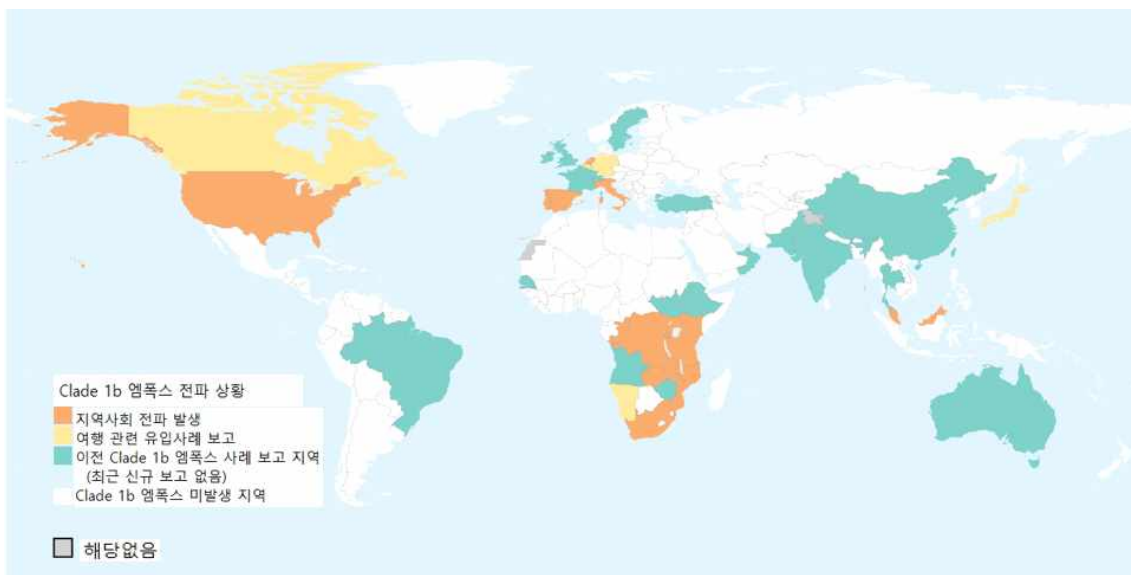 Clade 1b 엠폭스 전파 상황
지역사회 전파 발생
여행 관련 유입사례 보고
이전 Clade 1b 엠폭스 사례 보고 지역
(최근 신규 보고 없음)
Clade 1b 엠폭스 미발생 지역
해당없음